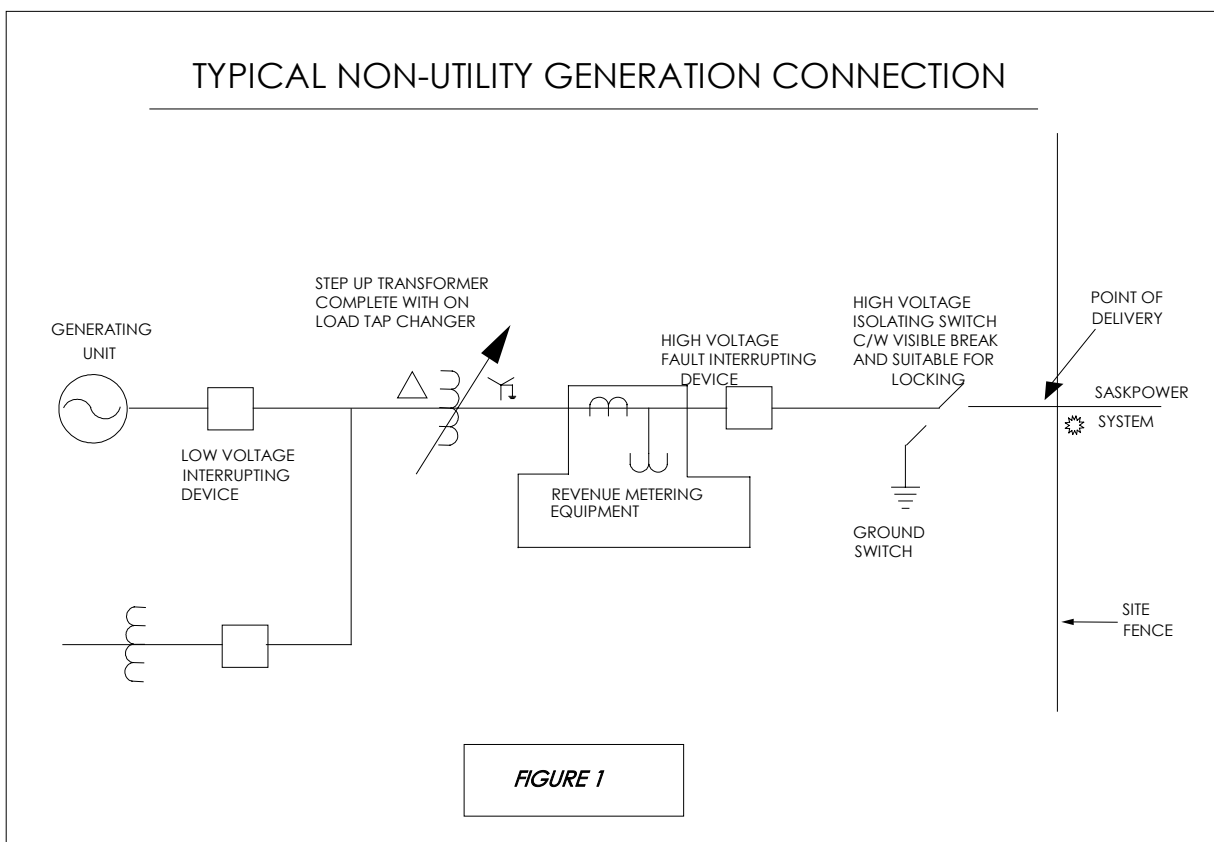 TYPICAL NON-UTILITY GENERATION CONNECTION
STEP UP TRANSFORMER
COMPLETE WITH ON
LOAD TAP CHANGER
GENERATING
UNIT
LOW VOLTAGE
INTERRUPTING
DEVICE
HIGH VOLTAGE
FAULT INTERRUPTING
DEVICE
REVENUE METERING
EQUIPMENT
HIGH VOLTAGE
ISOLATING SWITCH
C/W VISIBLE BREAK
AND SUITABLE FOR
LOCKING
GROUND
SWITCH
POINT OF
DELIVERY
SASKPOWER
SYSTEM
SITE
FENCE
FIGURE 1